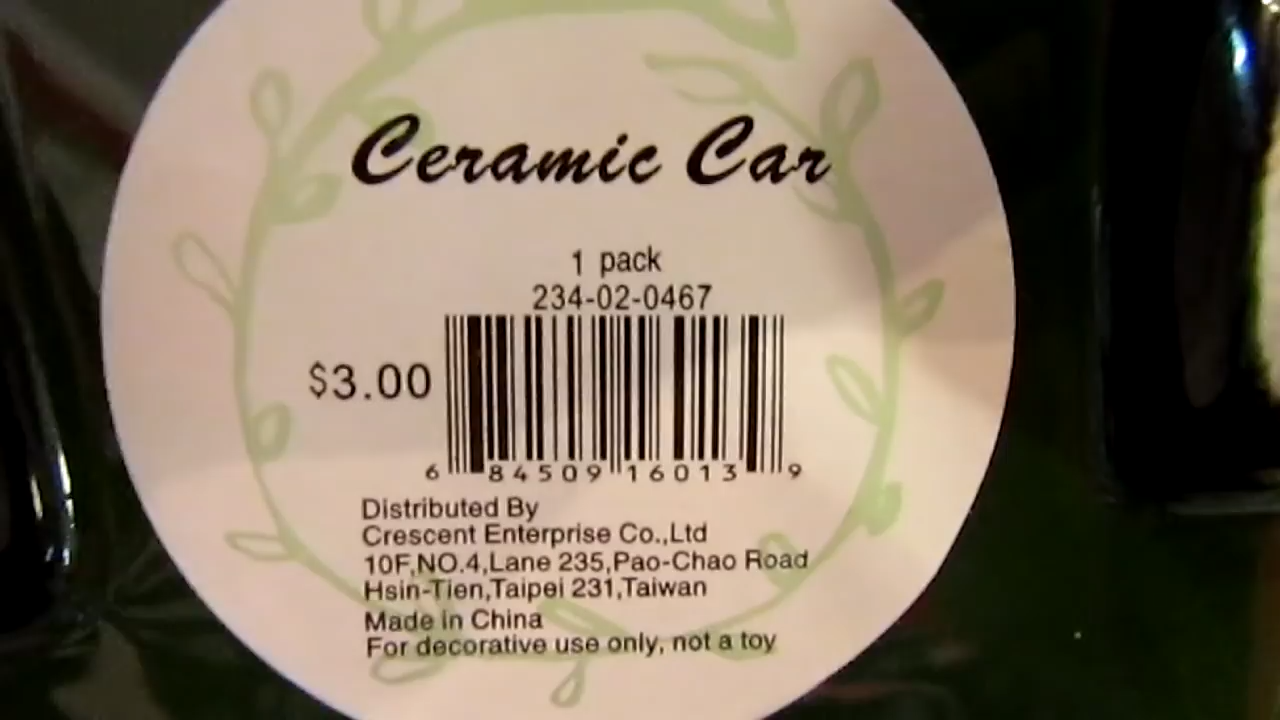 Ceramic Car
1 pack
234-02-0467
$3.00
6 84509 16013 9
Distributed By
Crescent Enterprise Co.,Ltd
10F,NO.4,Lane 235,Pao-Chao Road
Hsin-Tien,Taipei 231,Taiwan
Made in China
For decorative use only, not a toy